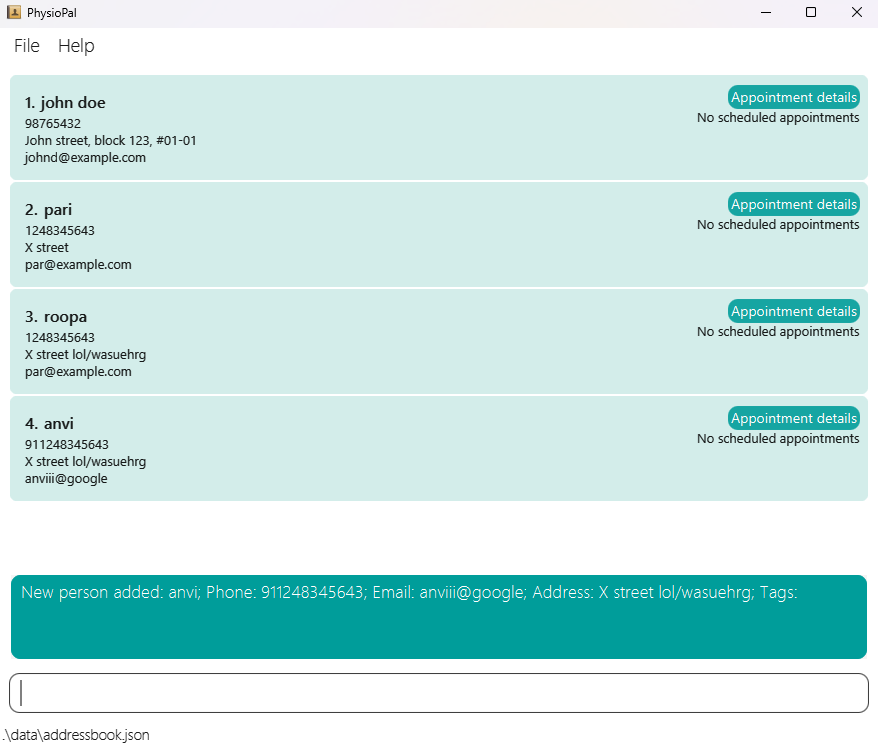 PhysioPal
File Help
1. john doe
Appointment details
98765432
No scheduled appointments
John street, block 123, #01-01
johnd@example.com
2. pari
Appointment details
1248345643
No scheduled appointments
X street
par@example.com
3. roopa
Appointment details
1248345643
No scheduled appointments
X street lol/wasuehrg
par@example.com
4. anvi
Appointment details
911248345643
No scheduled appointments
X street lol/wasuehrg
anviii@google
New person added: anvi; Phone: 911248345643; Email: anviii@google; Address: X street lol/wasuehrg; Tags:
.\data\addressbook.json